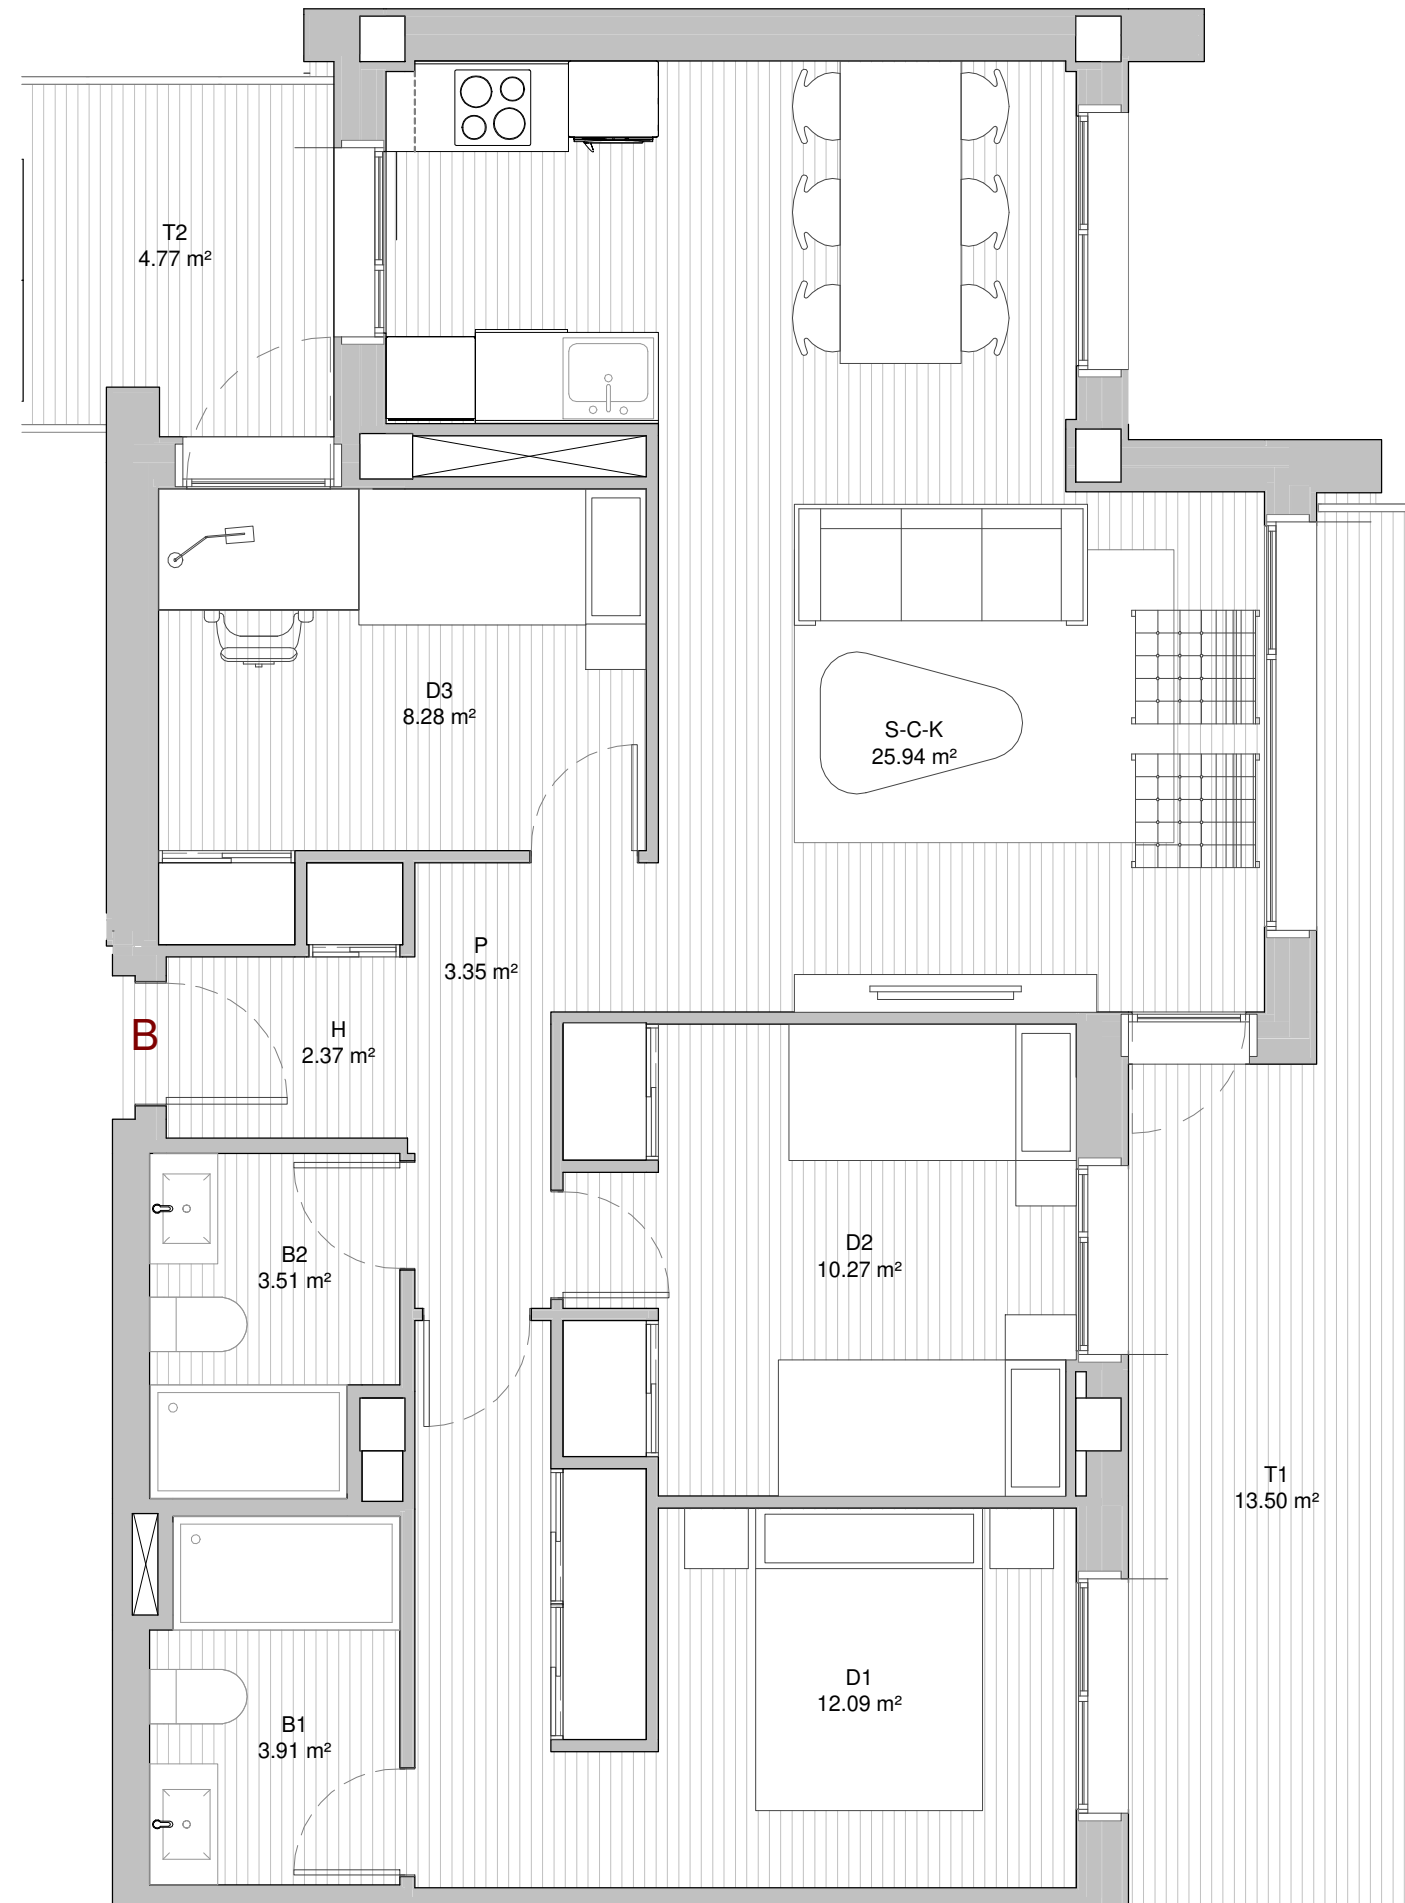 T2
4.77 m²
D3
8.28 m²
S-C-K
25.94 m²
P
3.35 m²
B
H
2.37 m²
B2
3.51 m²
D2
10.27 m²
T1
13.50 m²
D1
12.09 m²
B1
3.91 m²